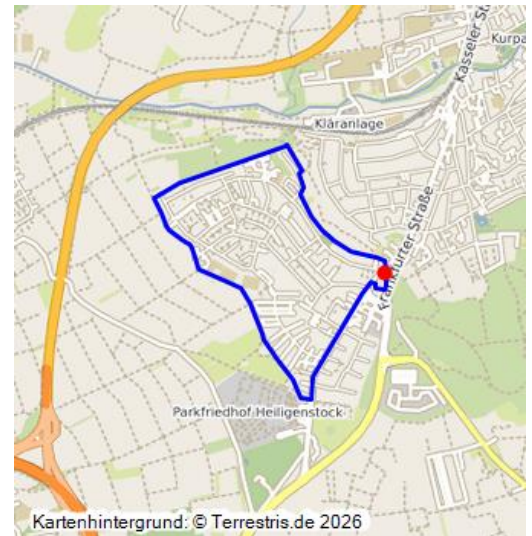 Kasseler St
Kurpa
Kläranlage
Frankfurter Straße
Parkfriedhof Heiligenstock
Kartenhintergrund: © Terrestris.de 2026